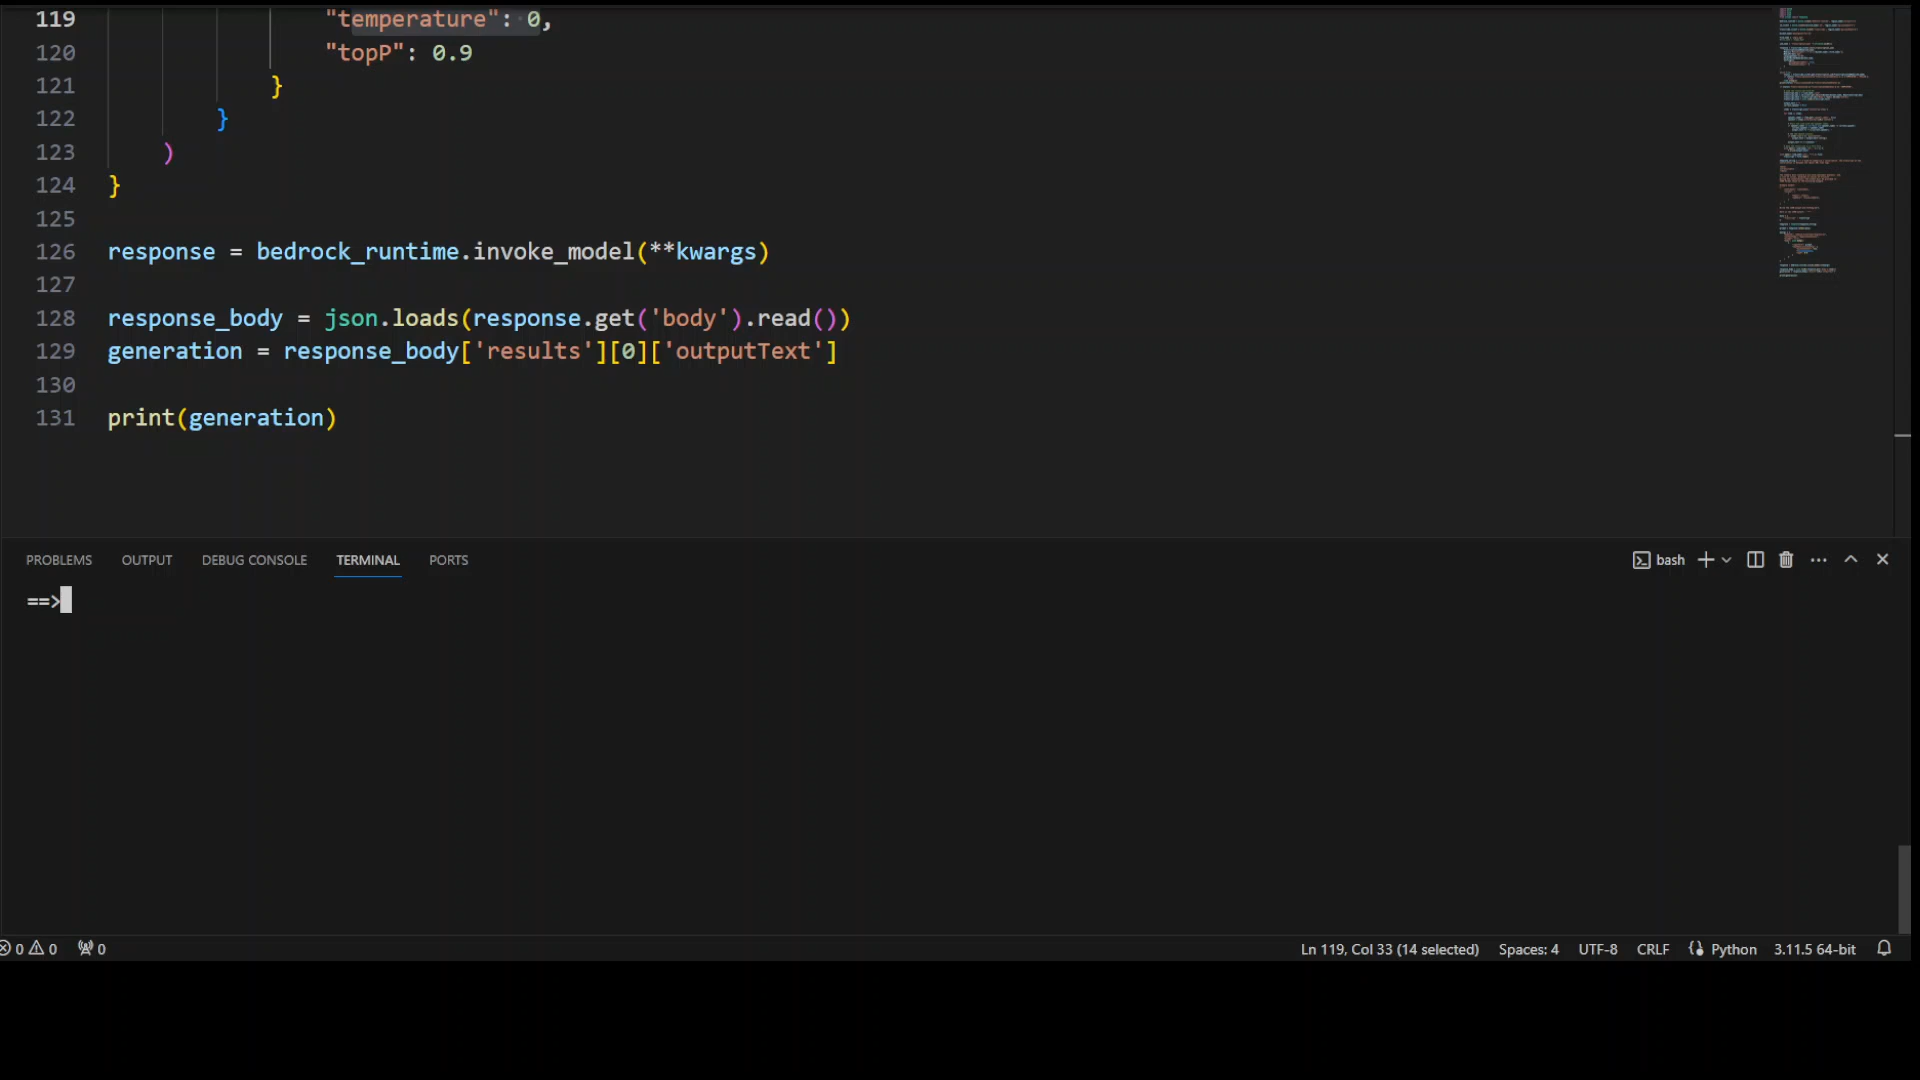 119 "temperature": 0,
120 "topP": 0.9
121 }
122 }
123 )
124 }
125
126 response = bedrock_runtime.invoke_model(**kwargs)
127
128 response_body = json.loads(response.get('body').read())
129 generation = response_body['results'][0]['outputText']
130
131 print(generation)
PROBLEMS OUTPUT DEBUG CONSOLE TERMINAL PORTS bash
==>
0 0 0 Ln 119, Col 33 (14 selected) Spaces: 4 UTF-8 CRLF Python 3.11.5 64-bit